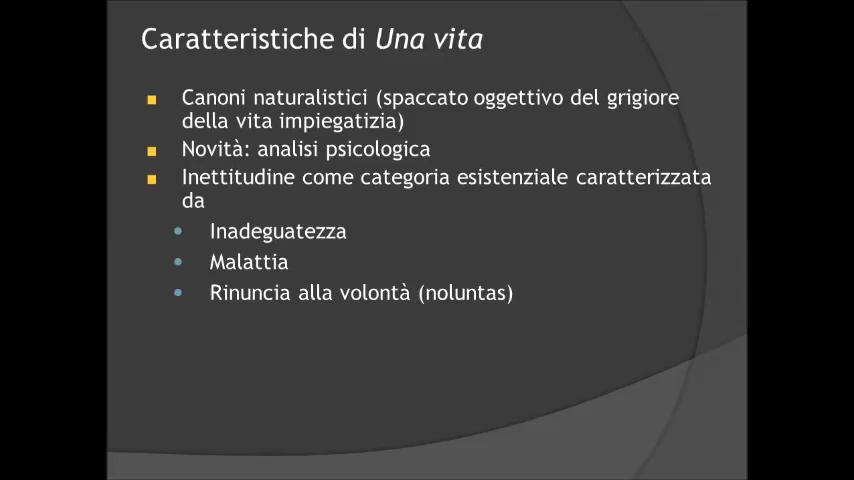 Caratteristiche di Una vita
Canoni naturalistici (spaccato oggettivo del grigiore
della vita impiegatizia)
Novità: analisi psicologica
Inettitudine come categoria esistenziale caratterizzata
da
Inadeguatezza
Malattia
Rinuncia alla volontà (noluntas)